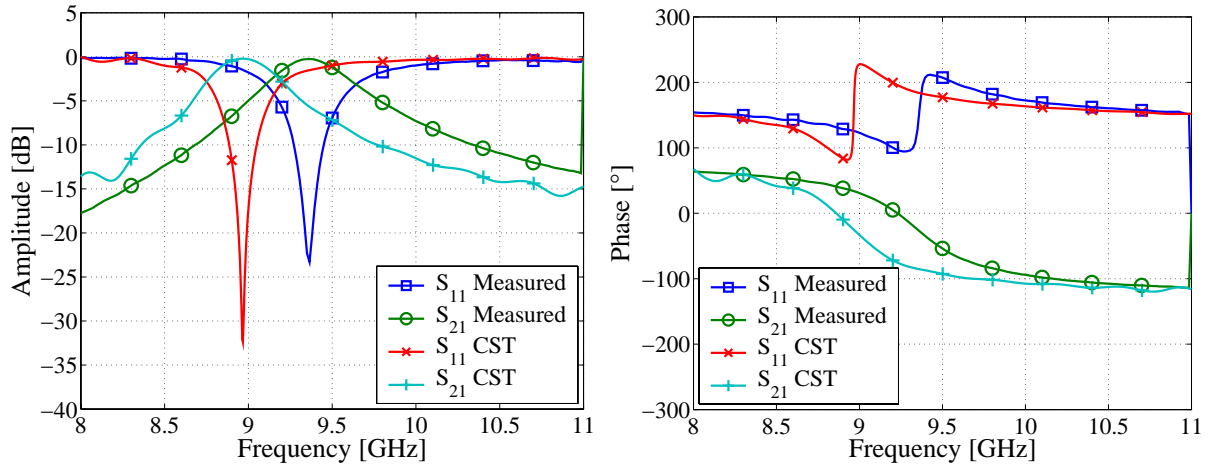 5
0
−5
−10
−15
−20
−25
−30
−35
−40
Amplitude [dB]
8
8.5
9
9.5
10
10.5
11
Frequency [GHz]
S11 Measured
S21 Measured
S11 CST
S21 CST
300
200
100
0
−100
−200
−300
Phase [°]
8
8.5
9
9.5
10
10.5
11
Frequency [GHz]
S11 Measured
S21 Measured
S11 CST
S21 CST